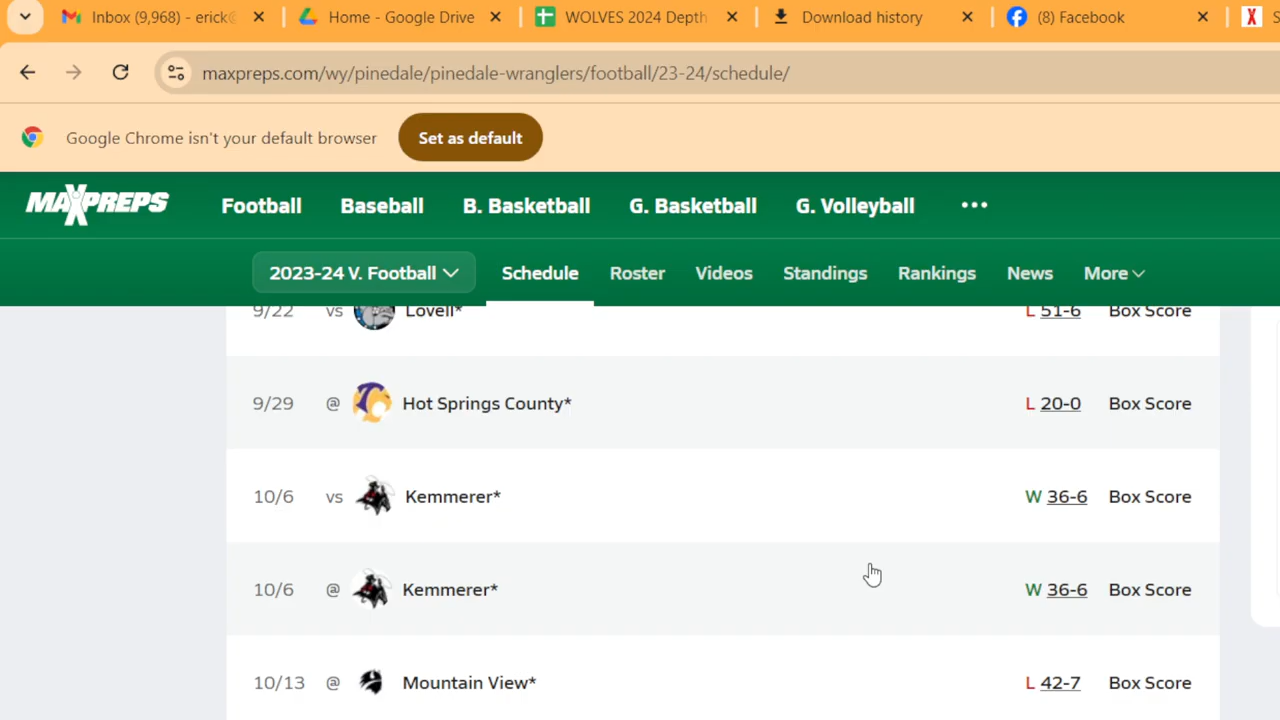 Inbox (9,968) - erick@
Home - Google Drive
WOLVES 2024 Depth
Download history
(8) Facebook
S
maxpreps.com/wy/pinedale/pinedale-wranglers/football/23-24/schedule/
Google Chrome isn't your default browser
Set as default
MAXPREPS
Football
Baseball
B. Basketball
G. Basketball
G. Volleyball
•••
2023-24 V. Football
Schedule
Roster
Videos
Standings
Rankings
News
More
9/22 vs Lovell* L 51-6 Box Score
9/29 @ Hot Springs County* L 20-0 Box Score
10/6 vs Kemmerer* W 36-6 Box Score
10/6 @ Kemmerer* W 36-6 Box Score
10/13 @ Mountain View* L 42-7 Box Score